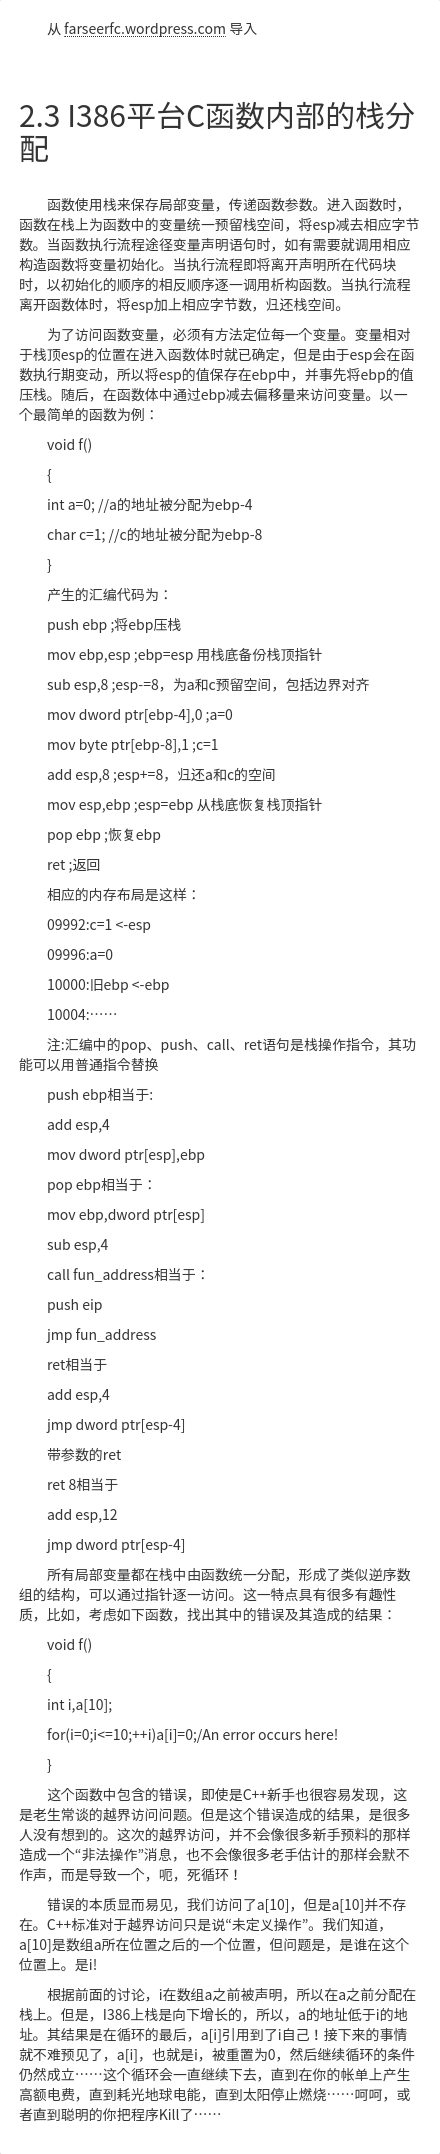 从 farseerfc.wordpress.com 导入
2.3 I386平台C函数内部的栈分
配
函数使用栈来保存局部变量，传递函数参数。进入函数时，
函数在栈上为函数中的变量统一预留栈空间，将esp减去相应字节
数。当函数执行流程途径变量声明语句时，如有需要就调用相应
构造函数将变量初始化。当执行流程即将离开声明所在代码块
时，以初始化的顺序的相反顺序逐一调用析构函数。当执行流程
离开函数体时，将esp加上相应字节数，归还栈空间。
为了访问函数变量，必须有方法定位每一个变量。变量相对
于栈顶esp的位置在进入函数体时就已确定，但是由于esp会在函
数执行期变动，所以将esp的值保存在ebp中，并事先将ebp的值
压栈。随后，在函数体中通过ebp减去偏移量来访问变量。以一
个最简单的函数为例：
void f()
{
int a=0; //a的地址被分配为ebp-4
char c=1; //c的地址被分配为ebp-8
}
产生的汇编代码为：
push ebp ;将ebp压栈
mov ebp,esp ;ebp=esp 用栈底备份栈顶指针
sub esp,8 ;esp-=8，为a和c预留空间，包括边界对齐
mov dword ptr[ebp-4],0 ;a=0
mov byte ptr[ebp-8],1 ;c=1
add esp,8 ;esp+=8，归还a和c的空间
mov esp,ebp ;esp=ebp 从栈底恢复栈顶指针
pop ebp ;恢复ebp
ret ;返回
相应的内存布局是这样：
09992:c=1 <-esp
09996:a=0
10000:旧ebp <-ebp
10004:……
注:汇编中的pop、push、call、ret语句是栈操作指令，其功
能可以用普通指令替换
push ebp相当于:
add esp,4
mov dword ptr[esp],ebp
pop ebp相当于：
mov ebp,dword ptr[esp]
sub esp,4
call fun_address相当于：
push eip
jmp fun_address
ret相当于
add esp,4
jmp dword ptr[esp-4]
带参数的ret
ret 8相当于
add esp,12
jmp dword ptr[esp-4]
所有局部变量都在栈中由函数统一分配，形成了类似逆序数
组的结构，可以通过指针逐一访问。这一特点具有很多有趣性
质，比如，考虑如下函数，找出其中的错误及其造成的结果：
void f()
{
int i,a[10];
for(i=0;i<=10;++i)a[i]=0;/An error occurs here!
}
这个函数中包含的错误，即使是C++新手也很容易发现，这
是老生常谈的越界访问问题。但是这个错误造成的结果，是很多
人没有想到的。这次的越界访问，并不会像很多新手预料的那样
造成一个“非法操作”消息，也不会像很多老手估计的那样会默不
作声，而是导致一个，呃，死循环！
错误的本质显而易见，我们访问了a[10]，但是a[10]并不存
在。C++标准对于越界访问只是说“未定义操作”。我们知道，
a[10]是数组a所在位置之后的一个位置，但问题是，是谁在这个
位置上。是i!
根据前面的讨论，i在数组a之前被声明，所以在a之前分配在
栈上。但是，I386上栈是向下增长的，所以，a的地址低于i的地
址。其结果是在循环的最后，a[i]引用到了i自己！接下来的事情
就不难预见了，a[i]，也就是i，被重置为0，然后继续循环的条件
仍然成立……这个循环会一直继续下去，直到在你的帐单上产生
高额电费，直到耗光地球电能，直到太阳停止燃烧……呵呵，或
者直到聪明的你把程序Kill了……